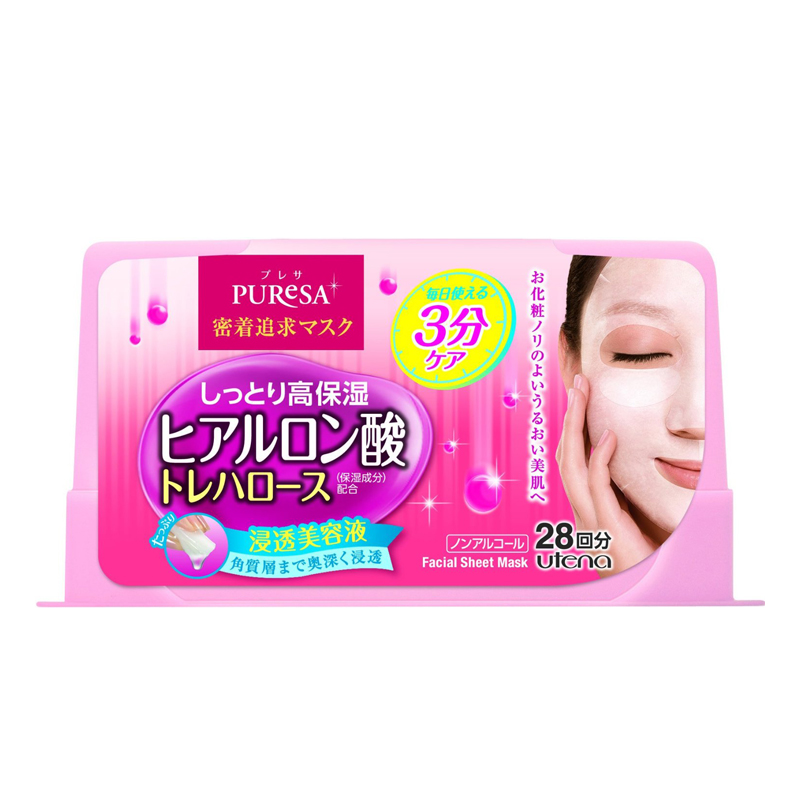 プレサ
PURESA
密着追求マスク
毎日使える
3分
ケア
お化粧ノリのよいうるおい美肌へ
しっとり高保湿
ヒアルロン酸
トレハロース
(保湿成分)
配合
たっぷり
浸透美容液
角質層まで奥深く浸透
ノンアルコール
28回分
Facial Sheet Mask
utena